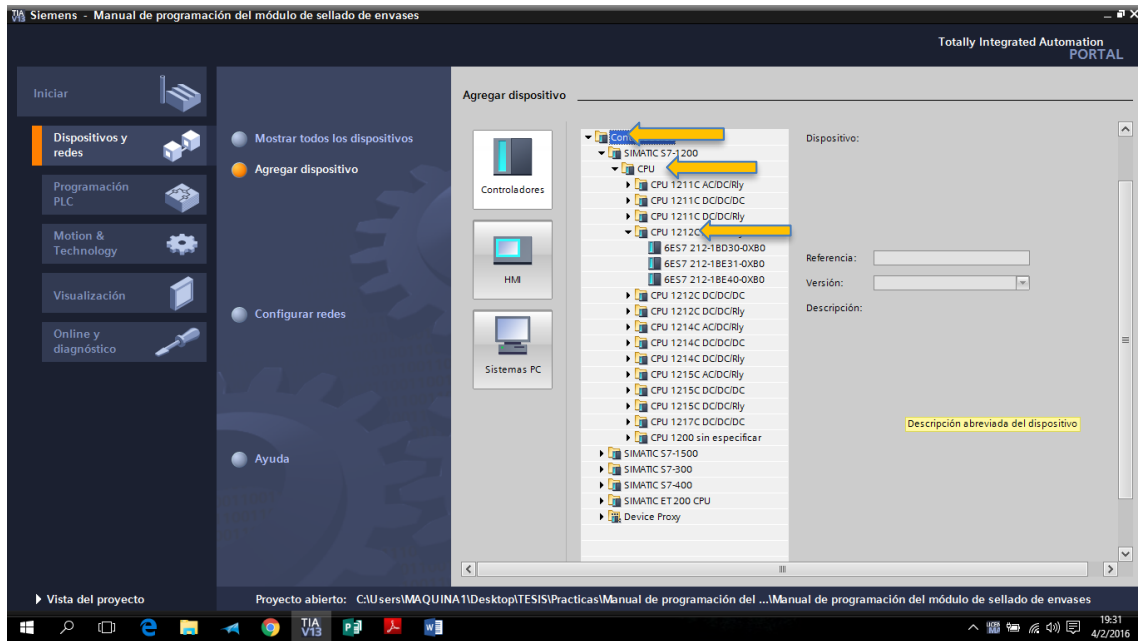 Siemens - Manual de programación del módulo de sellado de envases
Totally Integrated Automation
PORTAL
Iniciar
Dispositivos y
redes
Programación
PLC
Motion &
Technology
Visualización
Online y
diagnóstico
Mostrar todos los dispositivos
Agregar dispositivo
Configurar redes
Ayuda
Agregar dispositivo
Controladores
HMI
Sistemas PC
SIMATIC S7-1200
CPU
CPU 1211C AC/DC/Rly
CPU 1211C DC/DC/DC
CPU 1211C DC/DC/Rly
CPU 1212C
6ES7 212-1BD30-0XB0
6ES7 212-1BE31-0XB0
6ES7 212-1BE40-0XB0
CPU 1212C DC/DC/DC
CPU 1212C DC/DC/Rly
CPU 1214C AC/DC/Rly
CPU 1214C DC/DC/DC
CPU 1214C DC/DC/Rly
CPU 1215C AC/DC/Rly
CPU 1215C DC/DC/DC
CPU 1215C DC/DC/Rly
CPU 1217C DC/DC/DC
CPU 1200 sin especificar
SIMATIC S7-1500
SIMATIC S7-300
SIMATIC S7-400
SIMATIC ET 200 CPU
Device Proxy
Dispositivo:
Referencia:
Versión:
Descripción:
Descripción abreviada del dispositivo
Vista del proyecto
Proyecto abierto: C:\Users\MAQUINA1\Desktop\TESIS\Practicas\Manual de programación del ...\Manual de programación del módulo de sellado de envases
TIA
V13
19:31
4/2/2016